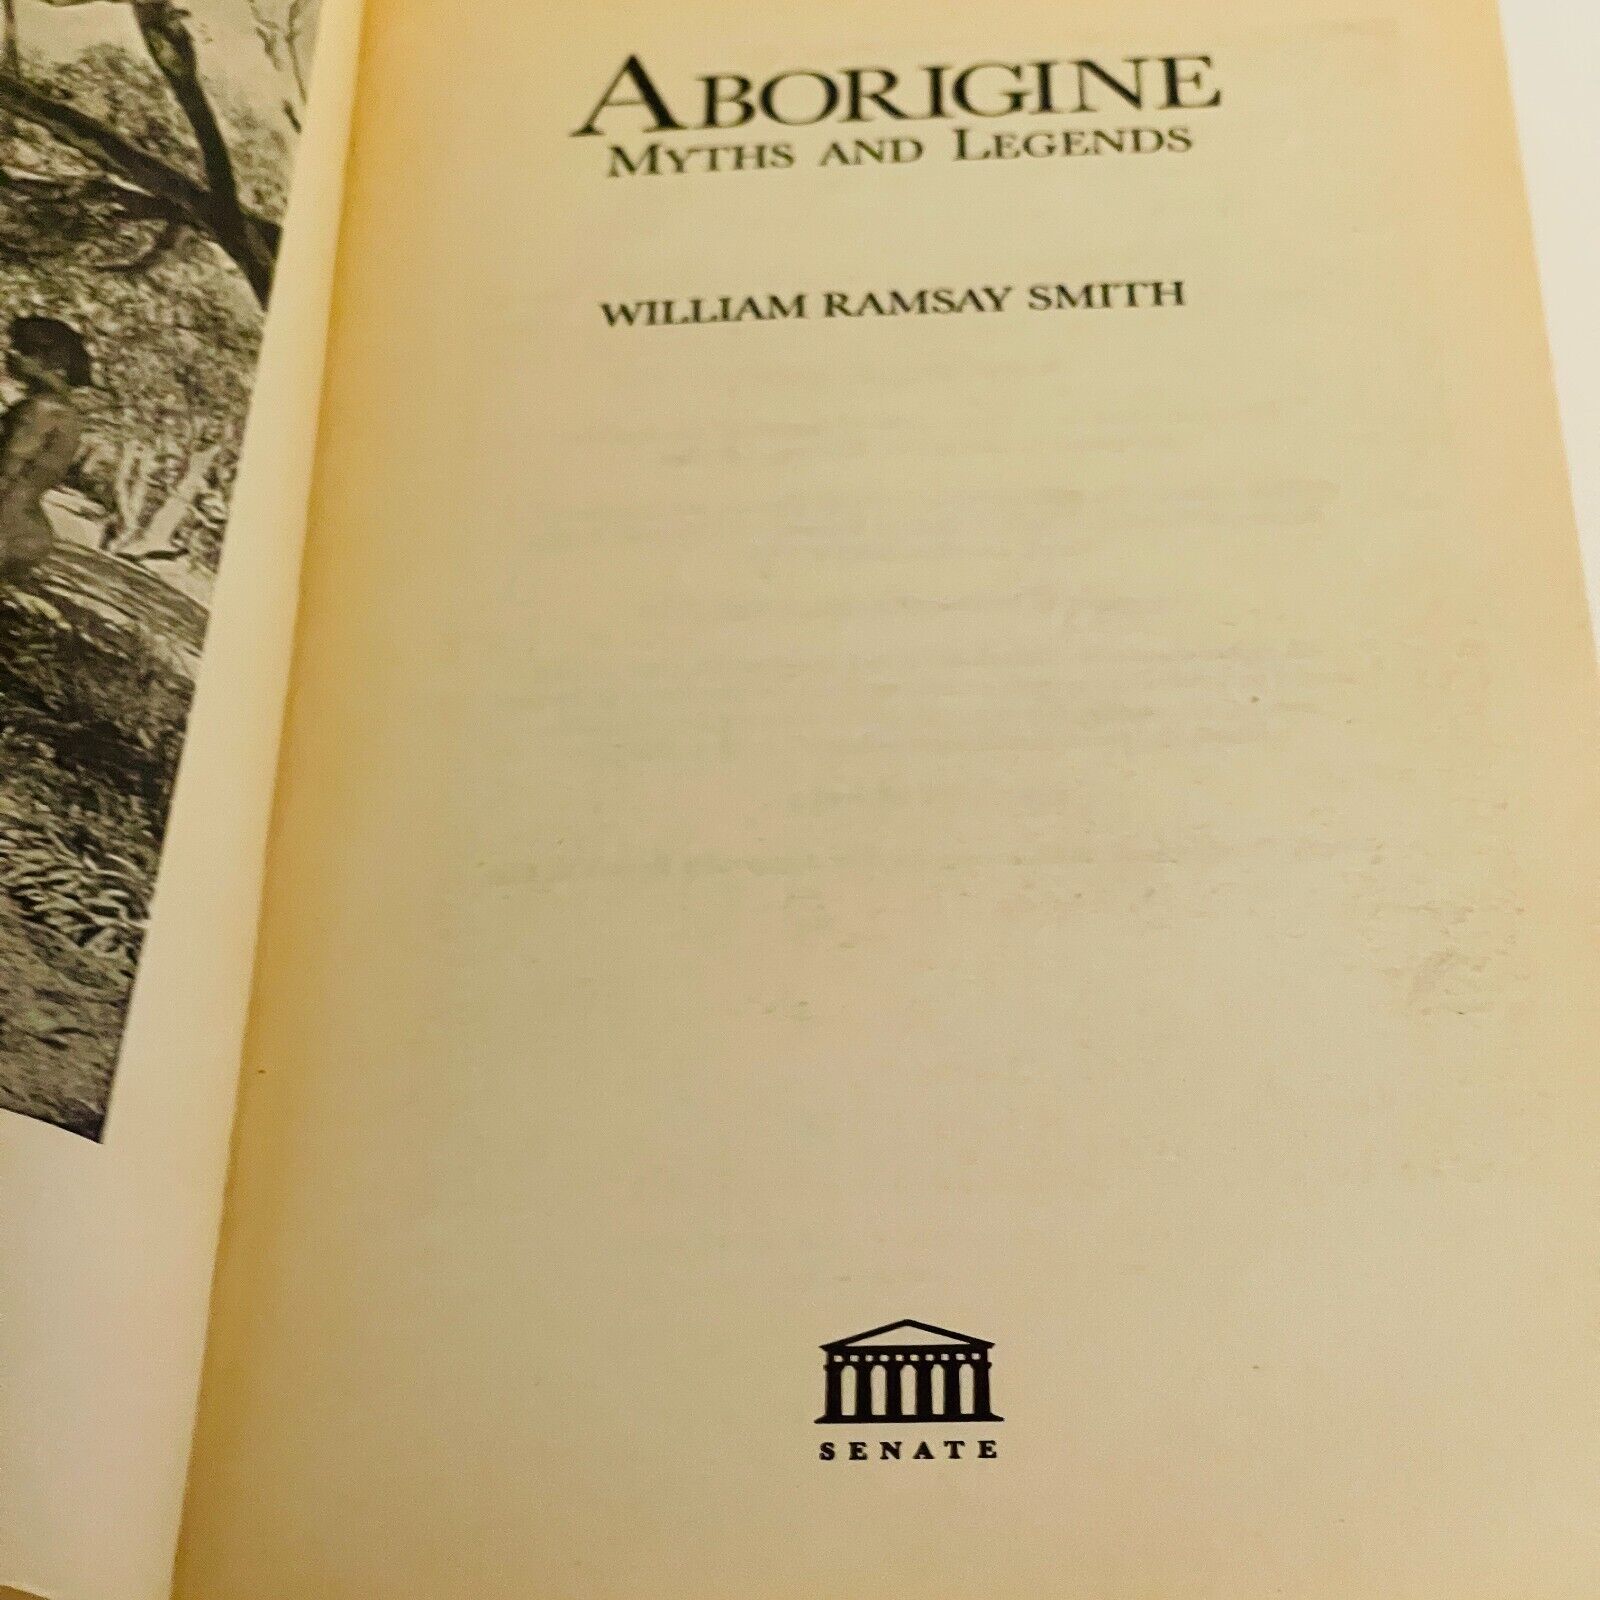 ABORIGINE
MYTHS AND LEGENDS
WILLIAM RAMSAY SMITH
SENATE